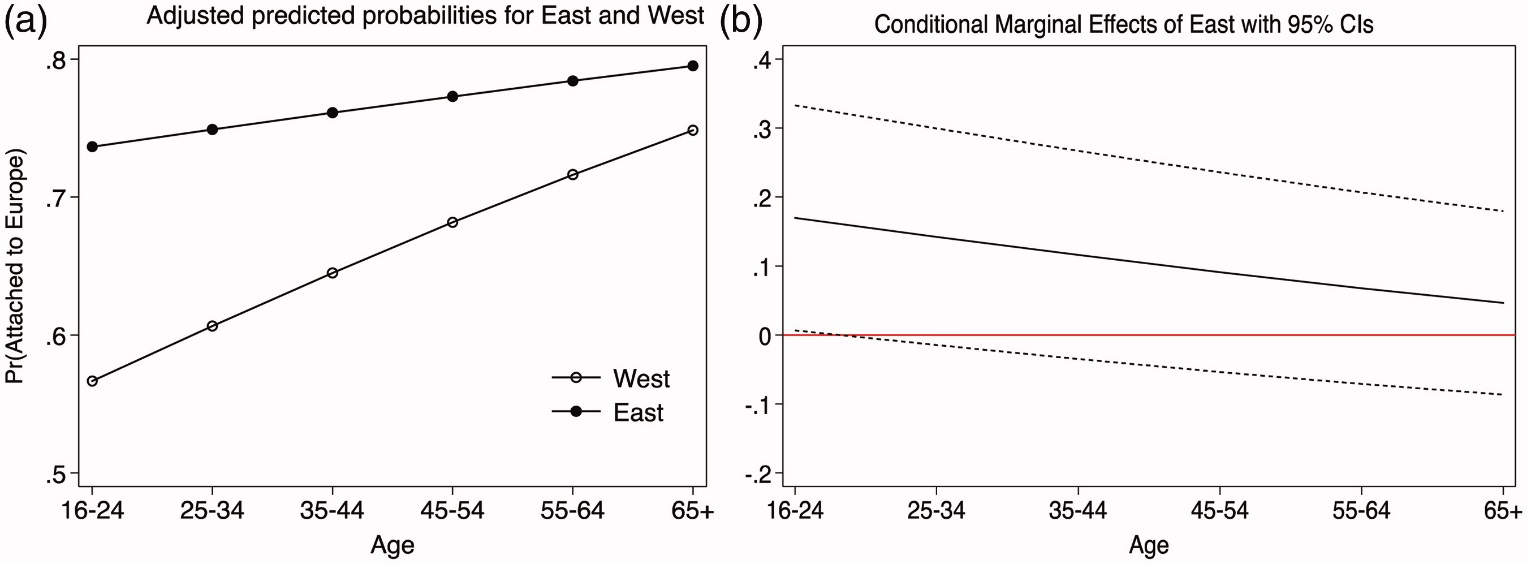 (a) Adjusted predicted probabilities for East and West
Pr(Attached to Europe)
.8
.7
.6
.5
West
East
16-24 25-34 35-44 45-54 55-64 65+
Age
(b) Conditional Marginal Effects of East with 95% CIs
.4
.3
.2
.1
0
-.1
-.2
16-24 25-34 35-44 45-54 55-64 65+
Age